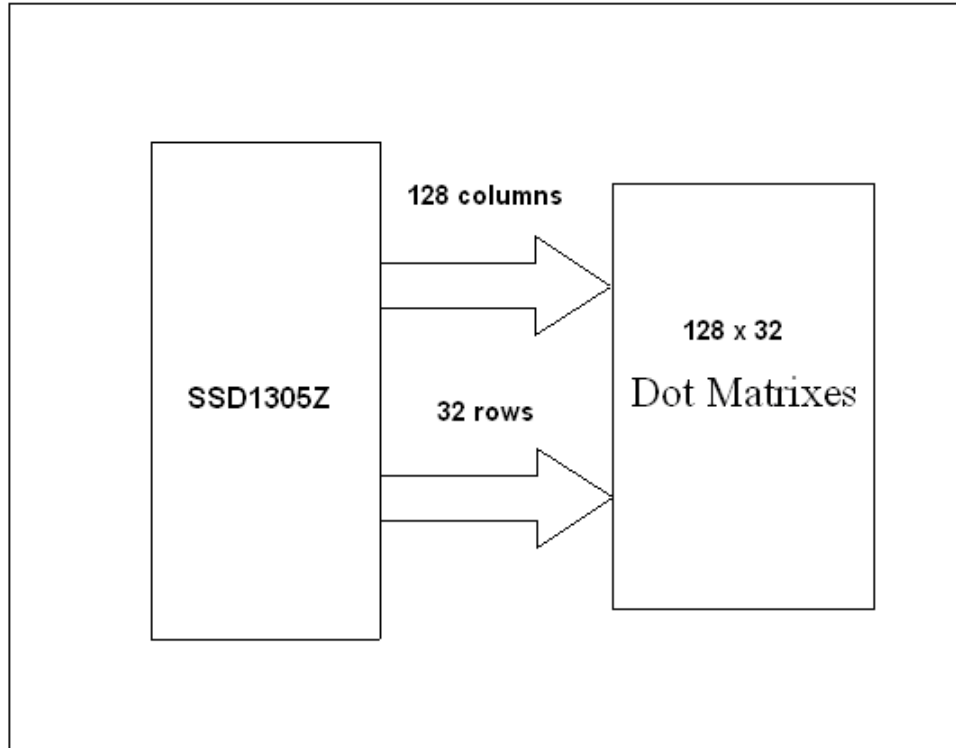 128 columns
SSD1305Z
32 rows
128 x 32
Dot Matrixes